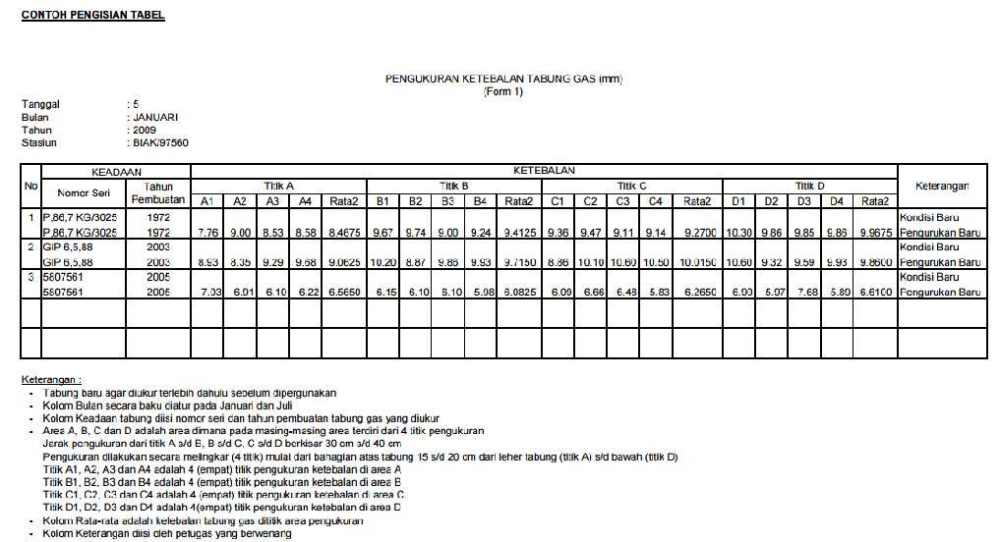 CONTOH PENGISIAN TABEL
PENGUKURAN KETEBALAN TABUNG GAS (mm)
(Form 1)
Tanggal : 5
Bulan : JANUARI
Tahun : 2009
Stasiun : BIAK/97560
No KEADAAN KETEBALAN Keterangan
Nomor Seri Tahun Pembuatan Titik A Titik B Titik C Titik D
A1 A2 A3 A4 Rata2 B1 B2 B3 B4 Rata2 C1 C2 C3 C4 Rata2 D1 D2 D3 D4 Rata2
1 P,86,7 KG/3025 1972 Kondisi Baru
P,86,7 KG/3025 1972 7.76 9.00 8.53 8.58 8.4675 9.67 9.74 9.00 9.24 9.4125 9.36 9.47 9.11 9.14 9.2700 10.30 9.86 9.85 9.86 9.9675 Pengurukan Baru
2 GIP 6,5,88 2003 Kondisi Baru
GIP 6,5,88 2003 8.93 8.35 9.29 9.68 9.0625 10.20 8.87 9.86 9.93 9.7150 8.86 10.10 10.60 10.50 10.0150 10.60 9.32 9.59 9.93 9.8600 Pengurukan Baru
3 5807561 2005 Kondisi Baru
5807561 2005 7.03 6.91 6.10 6.22 6.5650 6.15 6.10 6.10 5.98 6.0825 6.09 6.66 6.48 5.83 6.2650 6.90 5.97 7.68 5.89 6.6100 Pengurukan Baru
Keterangan :
- Tabung baru agar diukur terlebih dahulu sebelum dipergunakan
- Kolom Bulan secara baku diatur pada Januari dan Juli
- Kolom Keadaan tabung diisi nomor seri dan tahun pembuatan tabung gas yang diukur
- Area A, B, C dan D adalah area dimana pada masing-masing area terdiri dari 4 titik pengukuran
Jarak pengukuran dari titik A s/d B, B s/d C, C s/d D berkisar 30 cm s/d 40 cm
Pengukuran dilakukan secara melingkar (4 titik) mulai dari bahagian atas tabung 15 s/d 20 cm dari leher tabung (titik A) s/d bawah (titik D)
Titik A1, A2, A3 dan A4 adalah 4 (empat) titik pengukuran ketebalan di area A
Titik B1, B2, B3 dan B4 adalah 4 (empat) titik pengukuran ketebalan di area B
Titik C1, C2, C3 dan C4 adalah 4 (empat) titik pengukuran ketebalan di area C
Titik D1, D2, D3 dan D4 adalah 4(empat) titik pengukuran ketebalan di area D
- Kolom Rata-rata adalah ketebalan tabung gas dititik area pengukuran
- Kolom Keterangan diisi oleh petugas yang berwenang